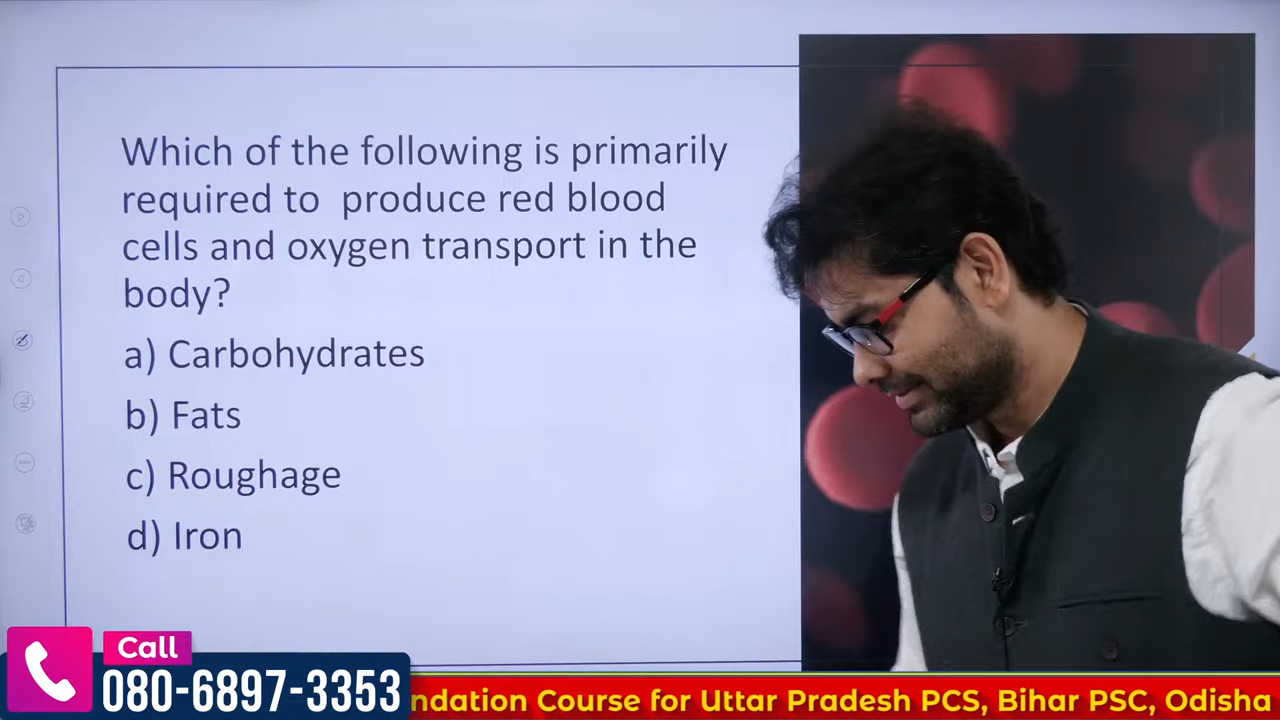 Which of the following is primarily
required to  produce red blood
cells and oxygen transport in the
body?
a) Carbohydrates
b) Fats
c) Roughage
d) Iron
Call
080-6897-3353
ndation Course for Uttar Pradesh PCS, Bihar PSC, Odisha